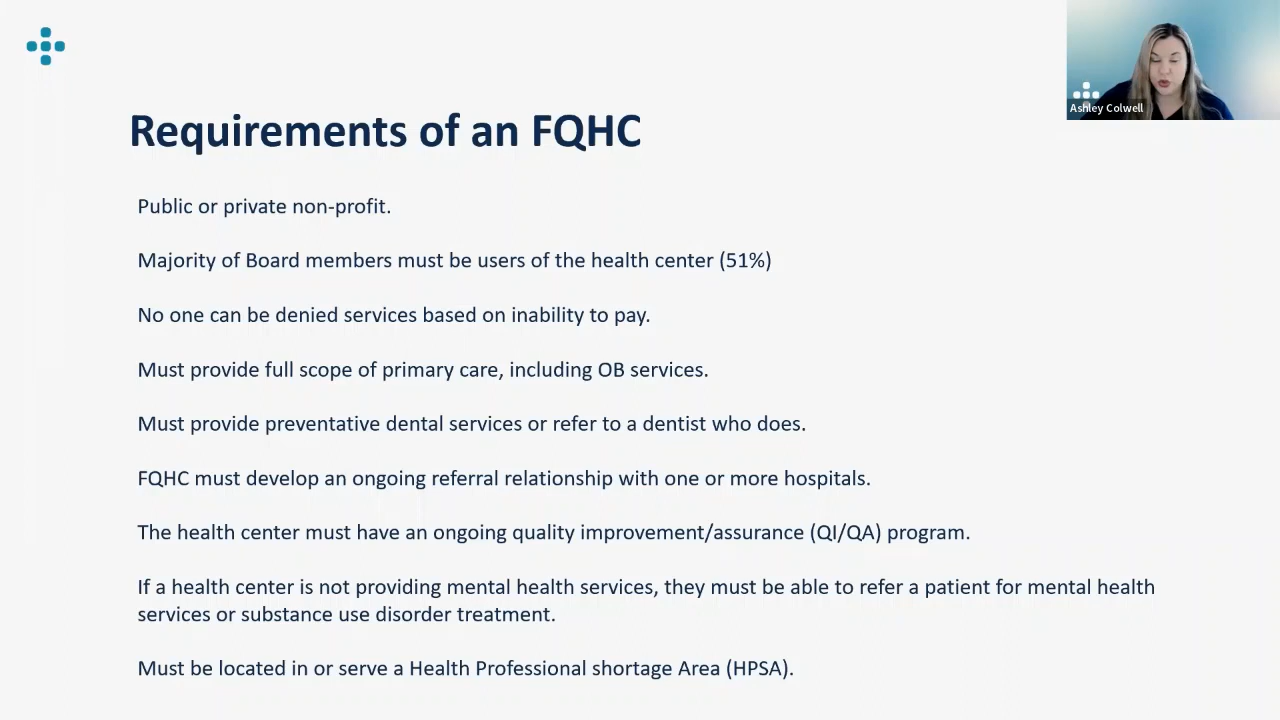 Requirements of an FQHC
Ashley Colwell
Public or private non-profit.
Majority of Board members must be users of the health center (51%)
No one can be denied services based on inability to pay.
Must provide full scope of primary care, including OB services.
Must provide preventative dental services or refer to a dentist who does.
FQHC must develop an ongoing referral relationship with one or more hospitals.
The health center must have an ongoing quality improvement/assurance (QI/QA) program.
If a health center is not providing mental health services, they must be able to refer a patient for mental health
services or substance use disorder treatment.
Must be located in or serve a Health Professional shortage Area (HPSA).